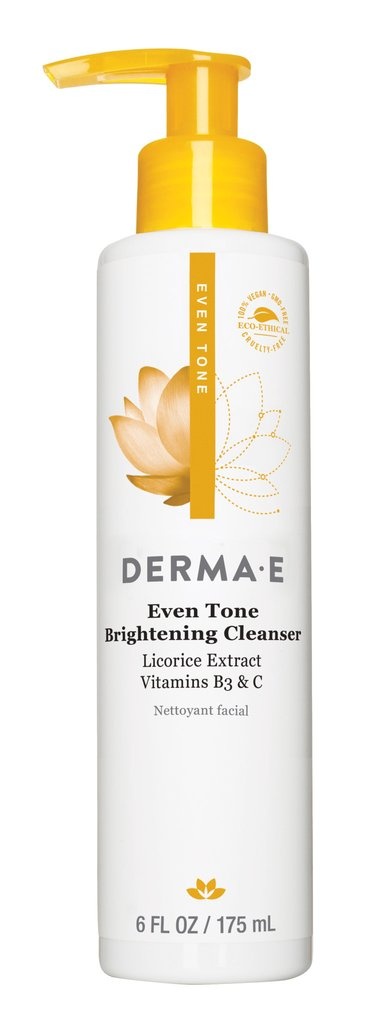 EVEN TONE
100% VEGAN • GMO-FREE
ECO-ETHICAL
CRUELTY-FREE
DERMA·E
Even Tone
Brightening Cleanser
Licorice Extract
Vitamins B3 & C
Nettoyant facial
6 FL OZ / 175 mL